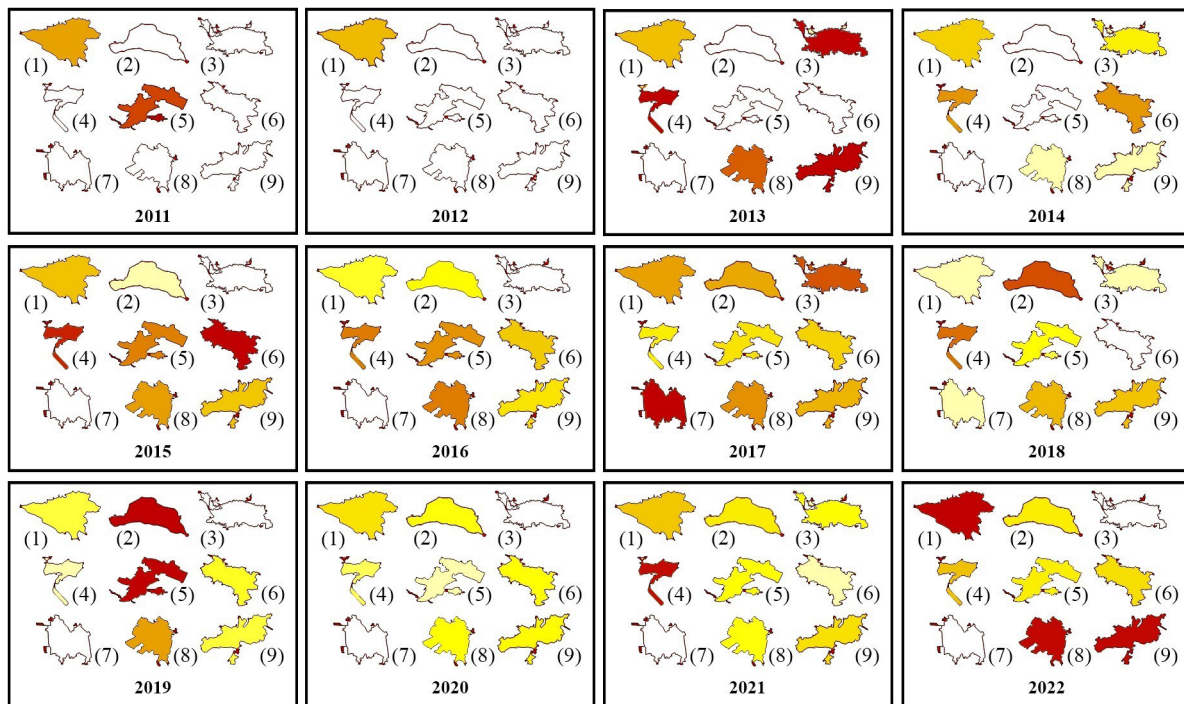 (1) (2) (3)
(4) (5) (6)
(7) (8) (9)
2011
(1) (2) (3)
(4) (5) (6)
(7) (8) (9)
2012
(1) (2) (3)
(4) (5) (6)
(7) (8) (9)
2013
(1) (2) (3)
(4) (5) (6)
(7) (8) (9)
2014
(1) (2) (3)
(4) (5) (6)
(7) (8) (9)
2015
(1) (2) (3)
(4) (5) (6)
(7) (8) (9)
2016
(1) (2) (3)
(4) (5) (6)
(7) (8) (9)
2017
(1) (2) (3)
(4) (5) (6)
(7) (8) (9)
2018
(1) (2) (3)
(4) (5) (6)
(7) (8) (9)
2019
(1) (2) (3)
(4) (5) (6)
(7) (8) (9)
2020
(1) (2) (3)
(4) (5) (6)
(7) (8) (9)
2021
(1) (2) (3)
(4) (5) (6)
(7) (8) (9)
2022